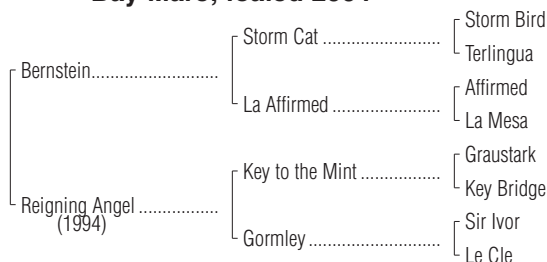 Bay Mare; foaled
Storm Bird
Storm Cat ..............................
Terlingua
Bernstein................................
Affirmed
La Affirmed ...........................
La Mesa
Graustark
Key to the Mint ....................
Key Bridge
Reigning Angel ....................
(1994)
Sir Ivor
Gormley.................................
Le Cle